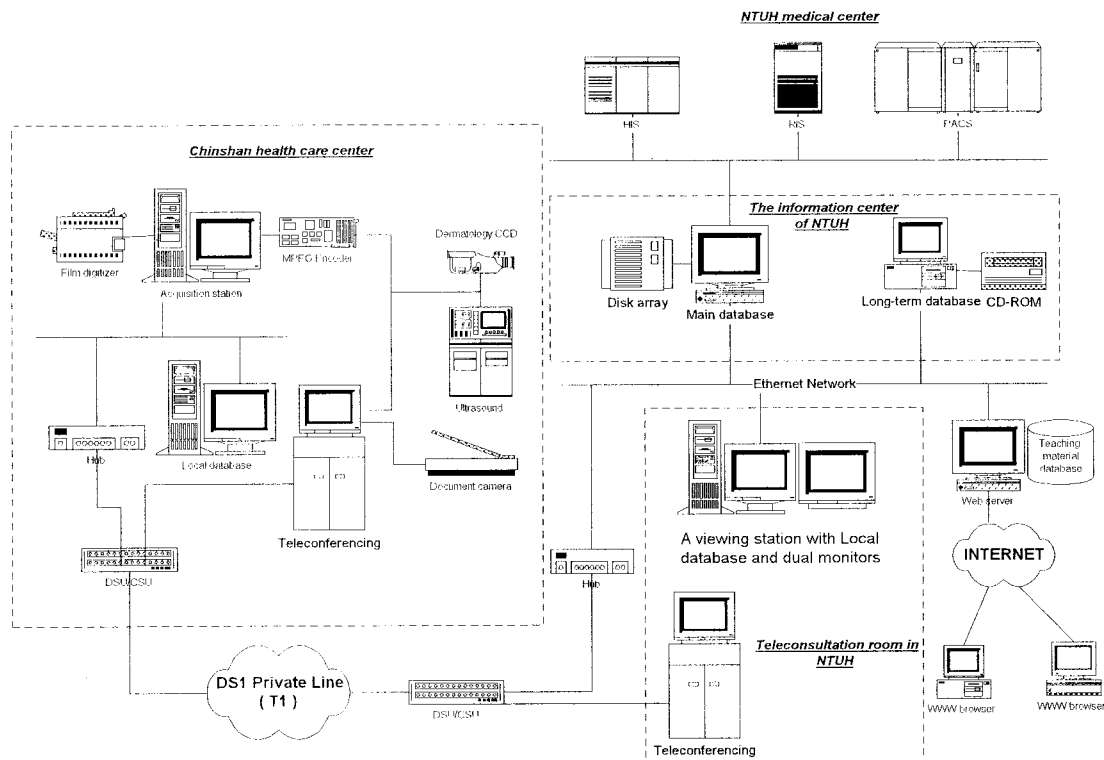 NTUH medical center
HIS
RIS
PACS
Chinshan health care center
Film digitizer
Acquisition station
MPEG Encoder
Dermatology CCD
Ultrasound
Hub
Local database
Document camera
Teleconferencing
DSU/CSU
DS1 Private Line
( T1 )
DSU/CSU
The information center
of NTUH
Disk array
Main database
Long-term database
CD-ROM
Ethernet Network
A viewing station with Local
database and dual monitors
Hub
Teleconsultation room in
NTUH
Teleconferencing
Web server
Teaching
material
database
INTERNET
WWW browser
WWW browser